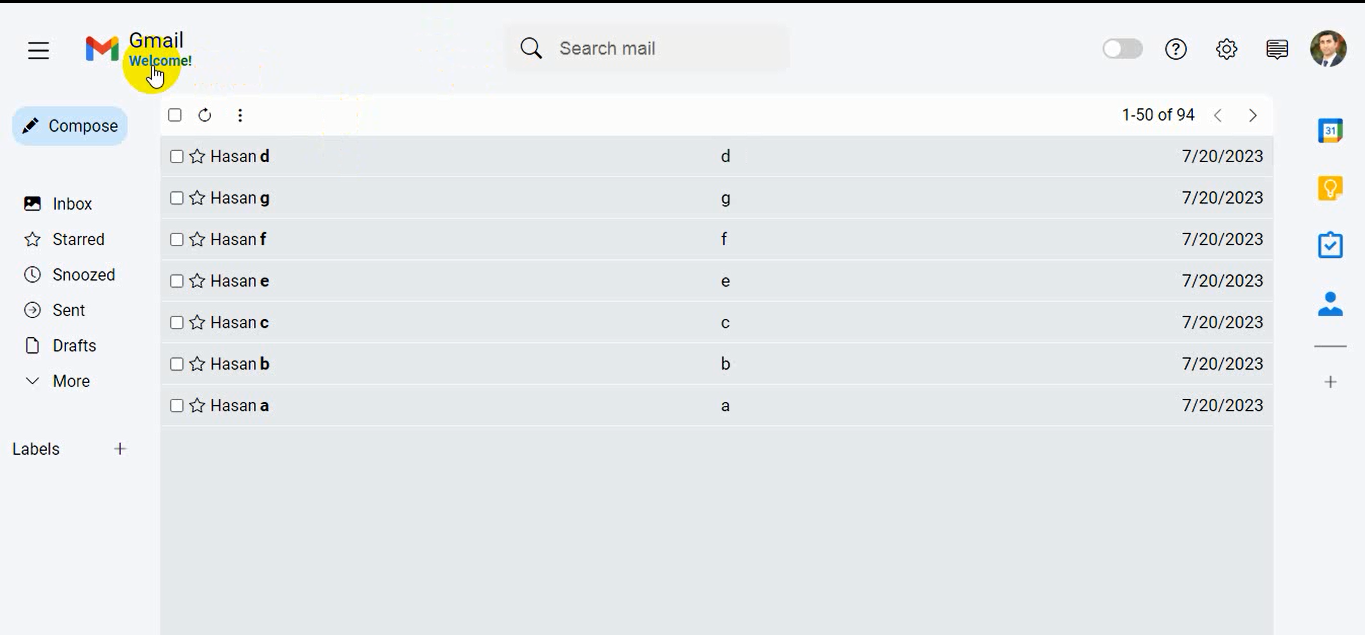 Gmail
Welcome!
Search mail
Compose
1-50 of 94
Hasan d d 7/20/2023
Hasan g g 7/20/2023
Hasan f f 7/20/2023
Hasan e e 7/20/2023
Hasan c c 7/20/2023
Hasan b b 7/20/2023
Hasan a a 7/20/2023
Inbox
Starred
Snoozed
Sent
Drafts
More
Labels
31